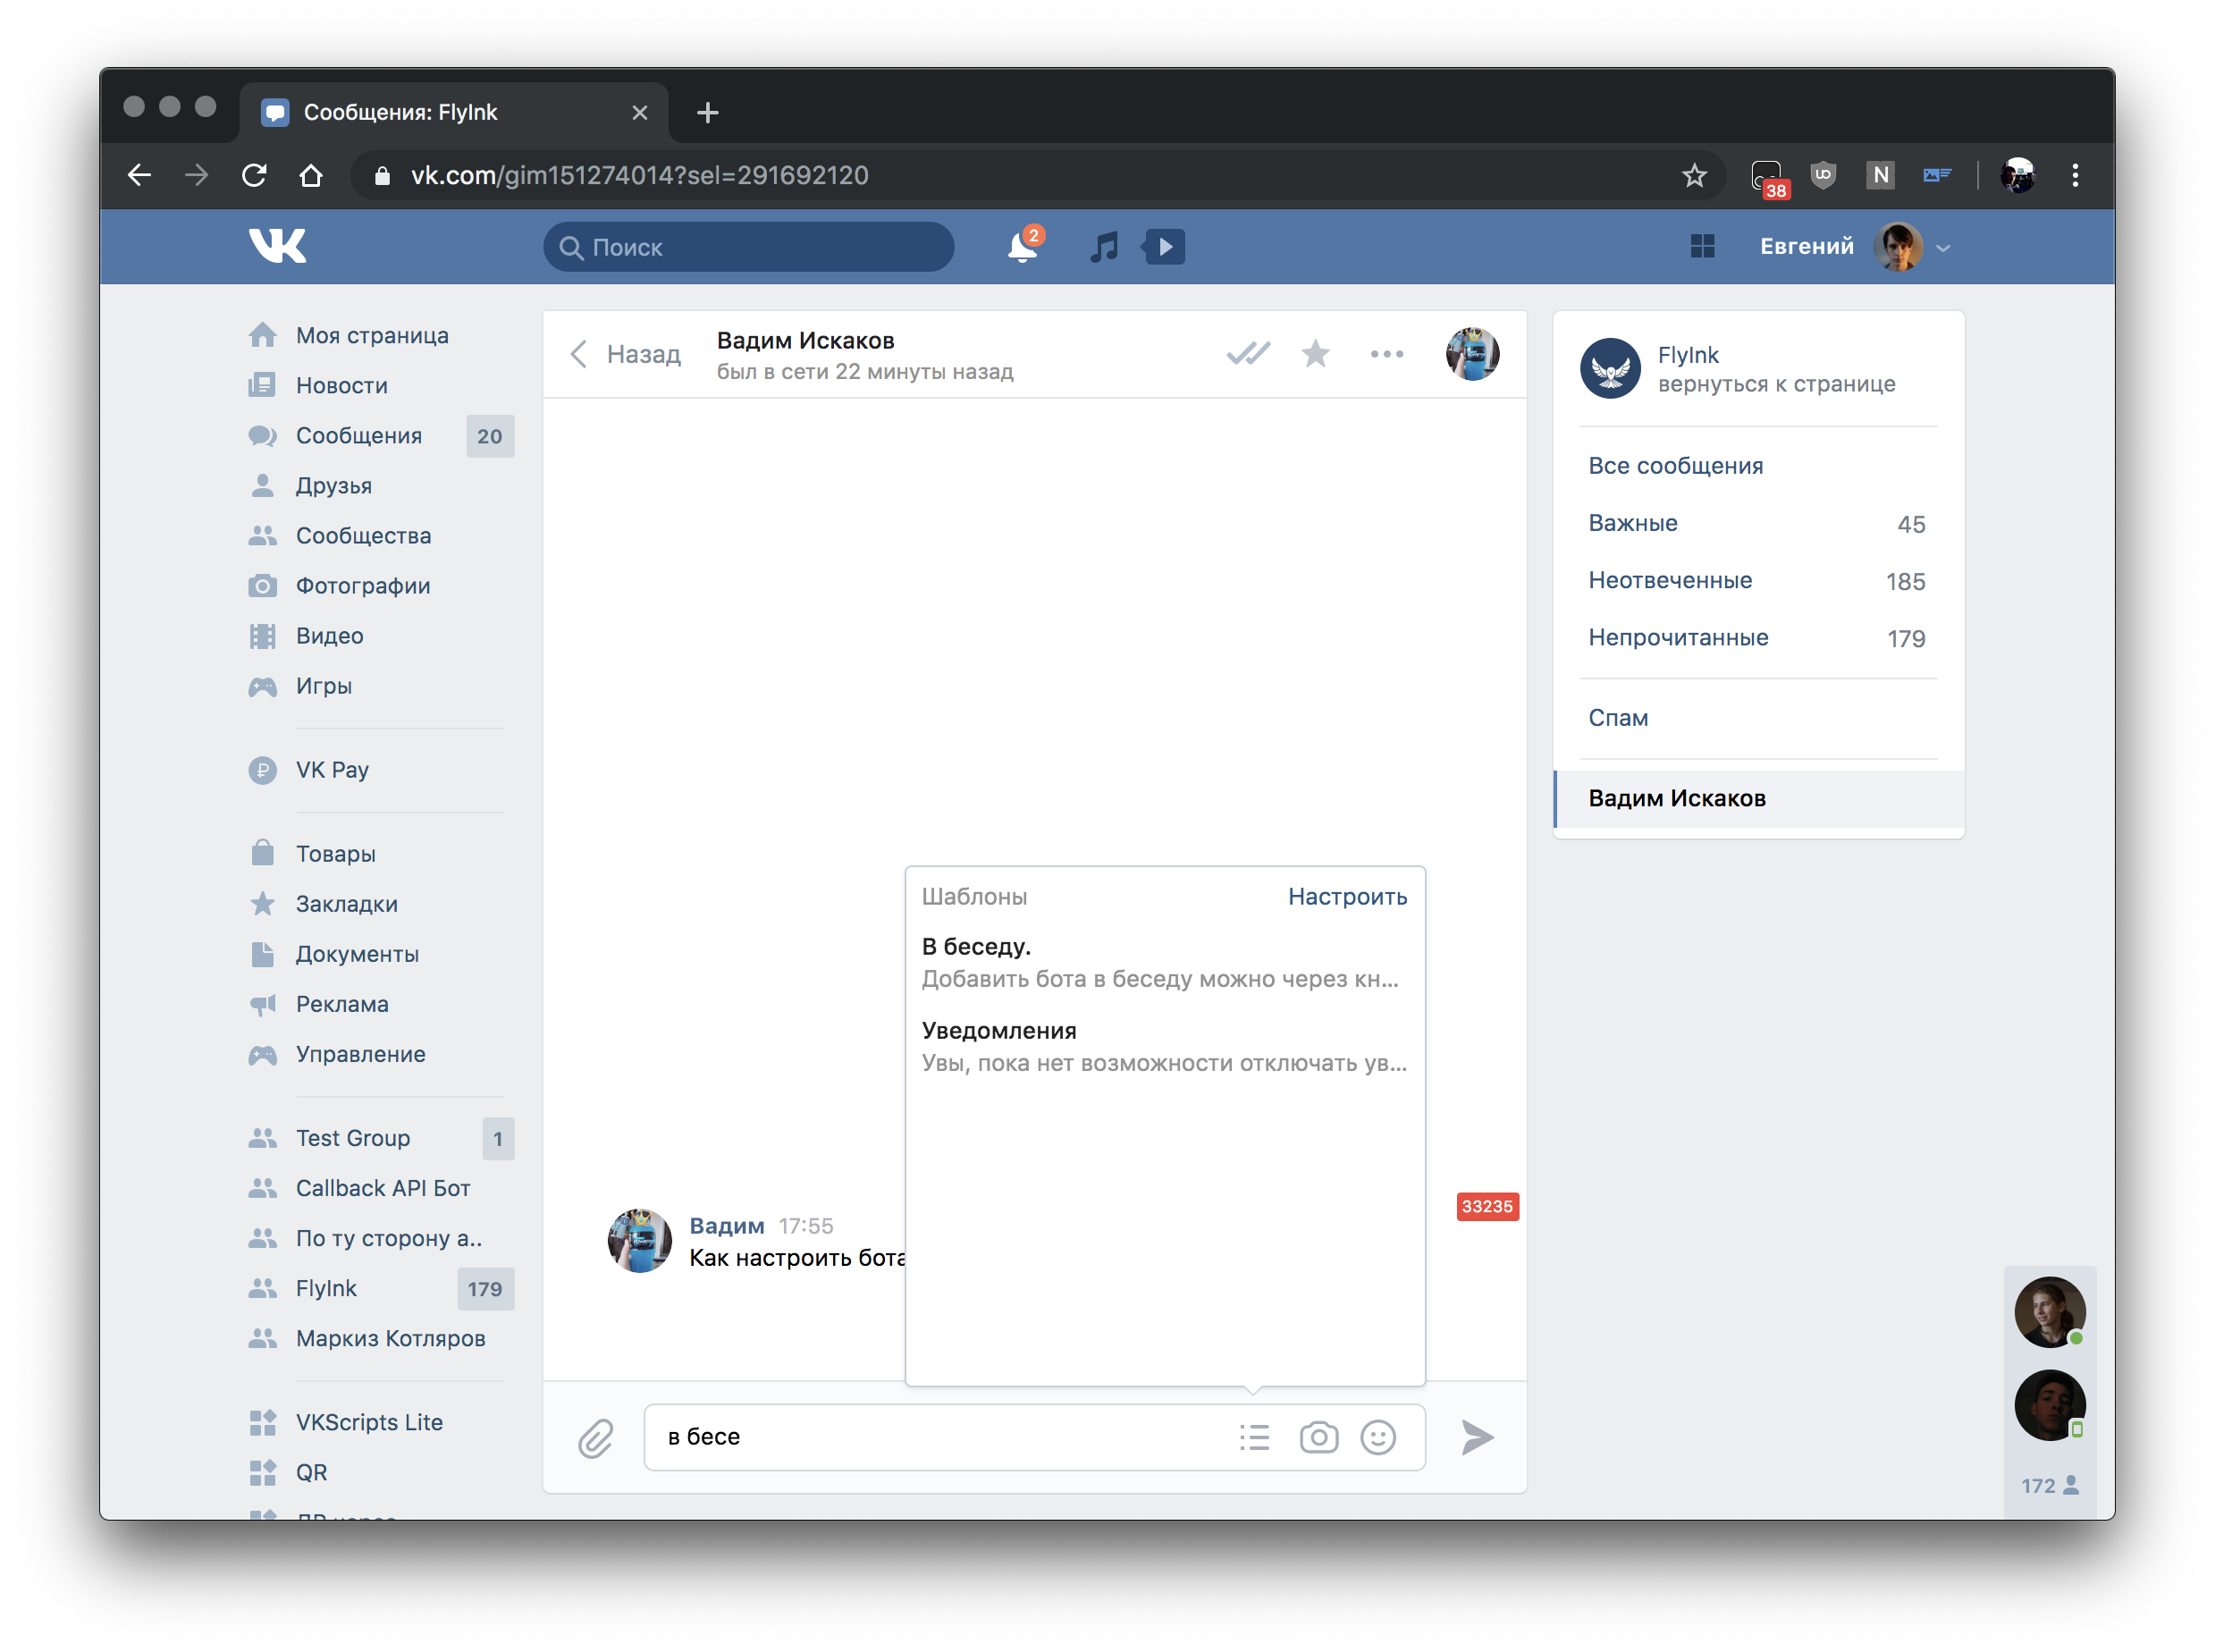 Сообщения: FlyInk
vk.com/gim151274014?sel=291692120
38
N
Поиск
2
Евгений
Моя страница
Новости
Сообщения 20
Друзья
Сообщества
Фотографии
Видео
Игры
VK Pay
Товары
Закладки
Документы
Реклама
Управление
Test Group 1
Callback API Бот
По ту сторону а..
FlyInk 179
Маркиз Котляров
VKScripts Lite
QR
Назад
Вадим Искаков
был в сети 22 минуты назад
Шаблоны Настроить
В беседу.
Добавить бота в беседу можно через кн...
Уведомления
Увы, пока нет возможности отключать ув...
33235
Вадим 17:55
Как настроить бота
в бесе
FlyInk
вернуться к странице
Все сообщения
Важные 45
Неотвеченные 185
Непрочитанные 179
Спам
Вадим Искаков
172